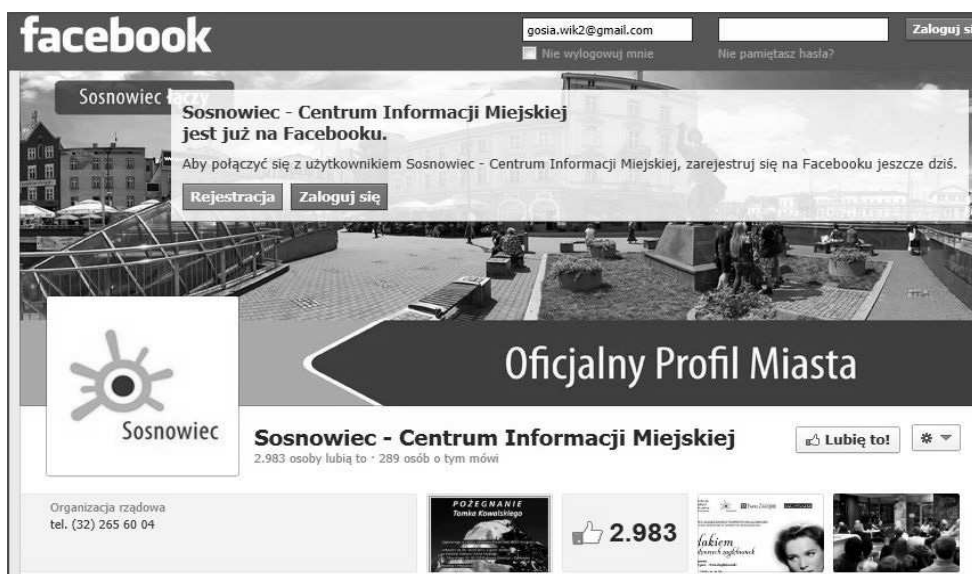 facebook
gosia.wik2@gmail.com
Zaloguj
Nie wylogowuj mnie
Nie pamiętasz hasła?
Sosnowiec łączy
Sosnowiec - Centrum Informacji Miejskiej
jest już na Facebooku.
Aby połączyć się z użytkownikiem Sosnowiec - Centrum Informacji Miejskiej, zarejestruj się na Facebooku jeszcze dziś.
Rejestracja
Zaloguj się
Oficjalny Profil Miasta
Sosnowiec
Sosnowiec - Centrum Informacji Miejskiej
Lubię to!
2.983 osoby lubią to · 289 osób o tym mówi
Organizacja rządowa
tel. (32) 265 60 04
POŻEGNANIE
Tomka Kowalskiego
2.983